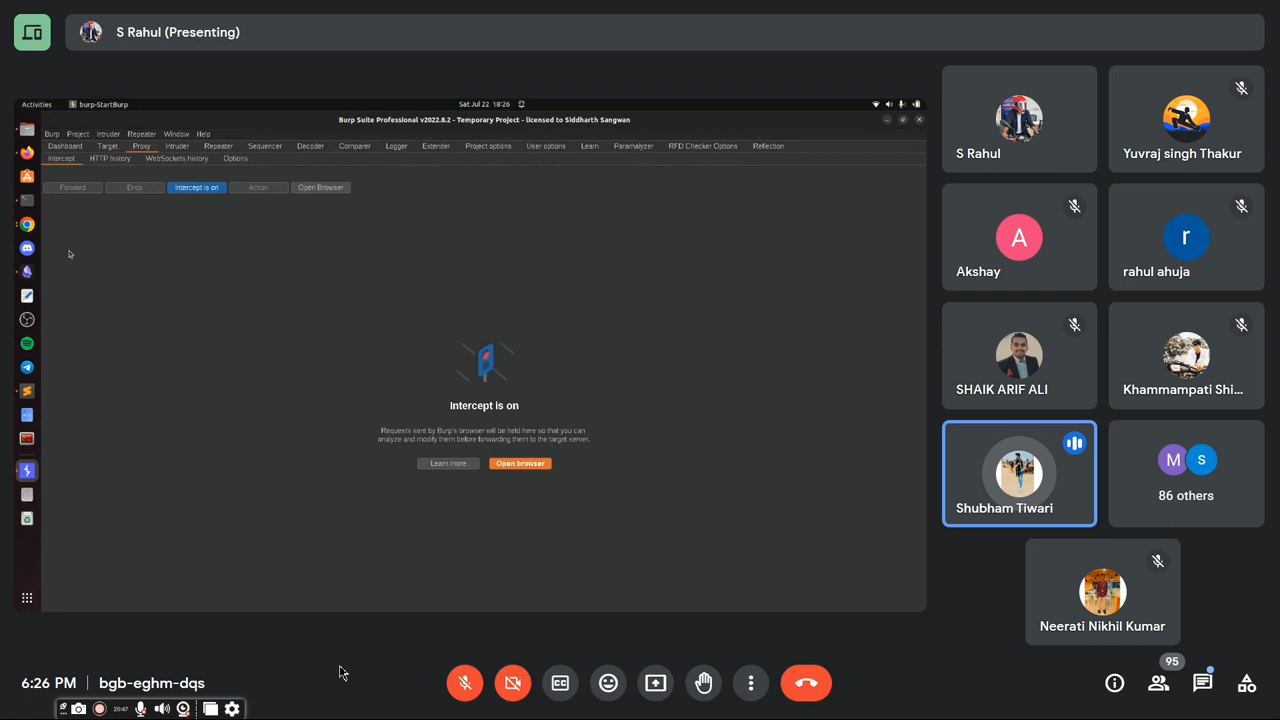 S Rahul (Presenting)
Activities
burp-StartBurp
Sat Jul 22 18:26
Burp Suite Professional v2022.8.2 - Temporary Project - licensed to Siddharth Sangwan
Burp Project Intruder Repeater Window Help
Dashboard Target Proxy Intruder Repeater Sequencer Decoder Comparer Logger Extender Project options User options Learn Paramalyzer RFD Checker Options Reflection
Intercept HTTP history WebSockets history Options
Forward Drop Intercept is on Action Open Browser
Intercept is on
Requests sent by Burp's browser will be held here so that you can
analyze and modify them before forwarding them to the target server.
Learn more Open browser
S Rahul
Yuvraj singh Thakur
A
Akshay
r
rahul ahuja
SHAIK ARIF ALI
Khammampati Shi...
Shubham Tiwari
M S
86 others
Neerati Nikhil Kumar
6:26 PM bgb-eghm-dqs
95
20:47